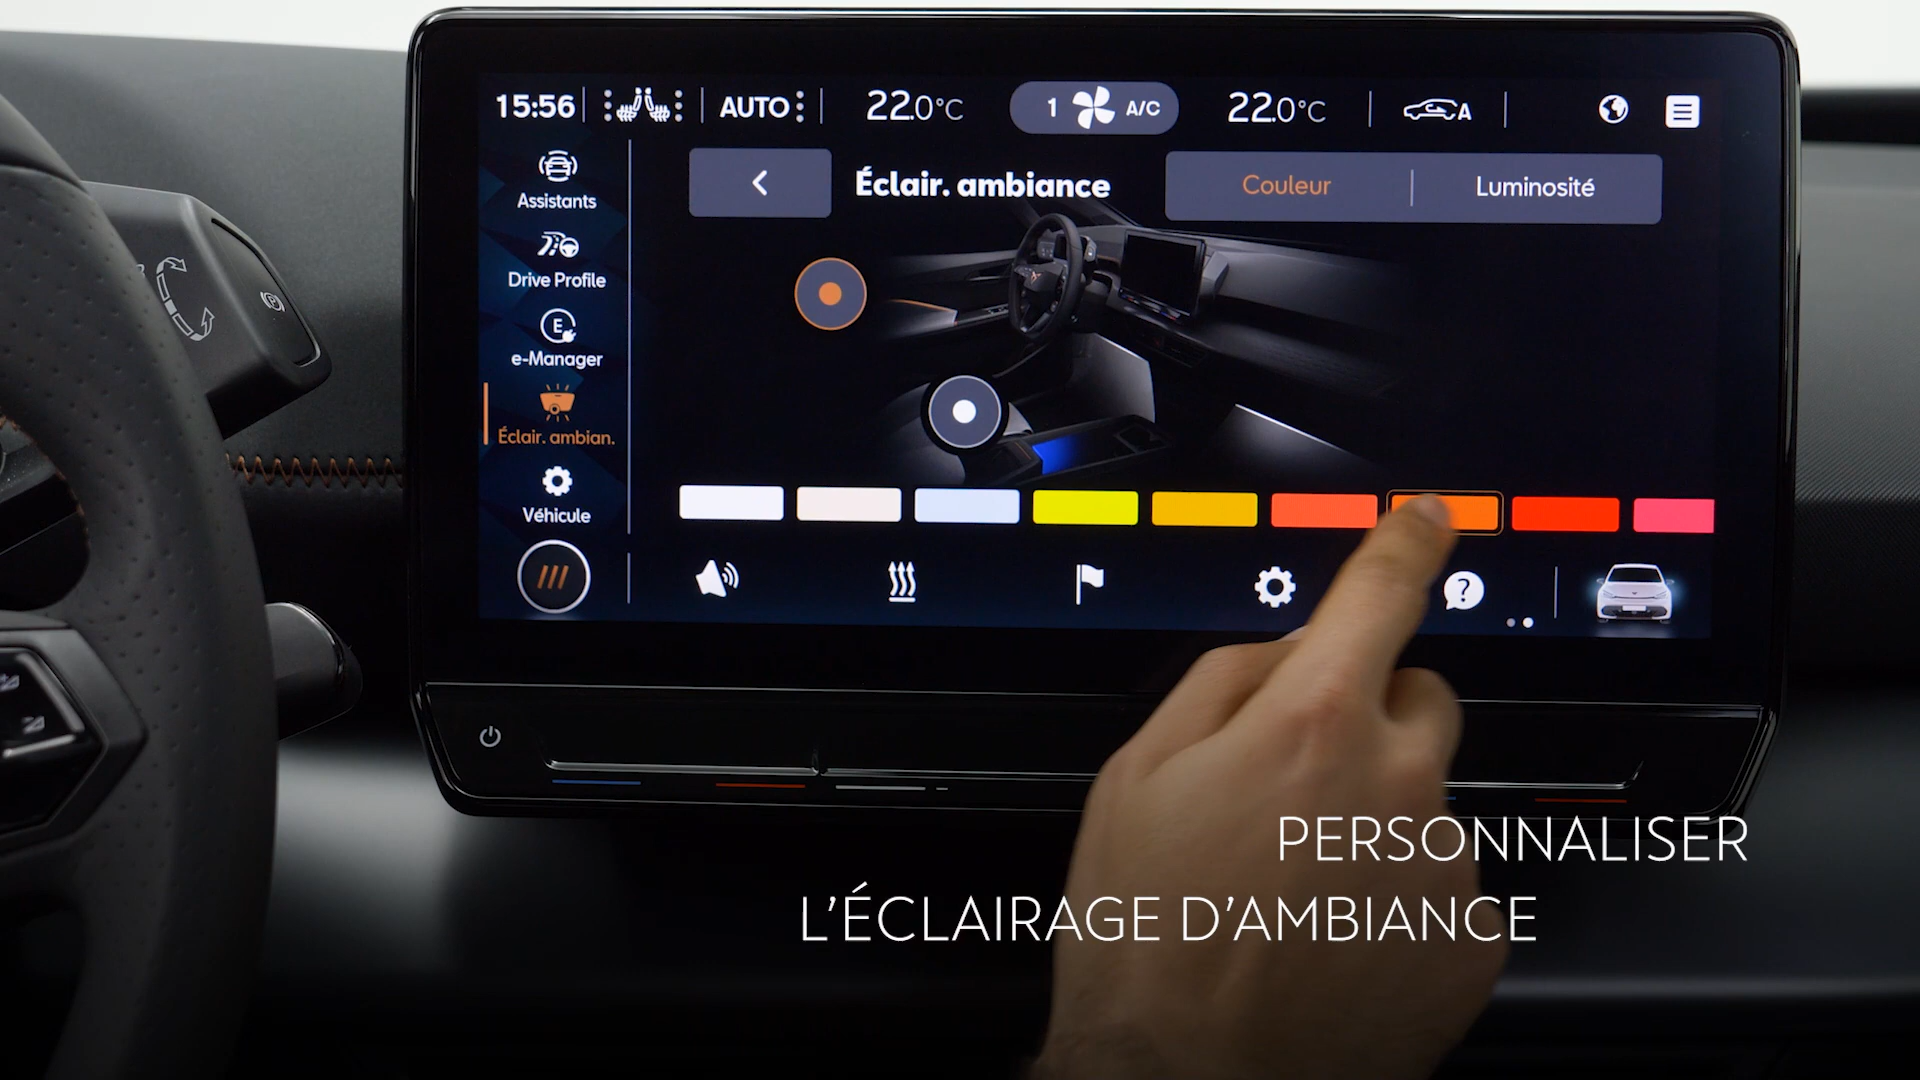 15:56 AUTO 22.0°C 1 A/C 22.0°C A
Assistants
Éclair. ambiance
Couleur Luminosité
Drive Profile
E
e-Manager
Éclair. ambian.
Véhicule
?
P
PERSONNALISER
L'ÉCLAIRAGE D'AMBIANCE